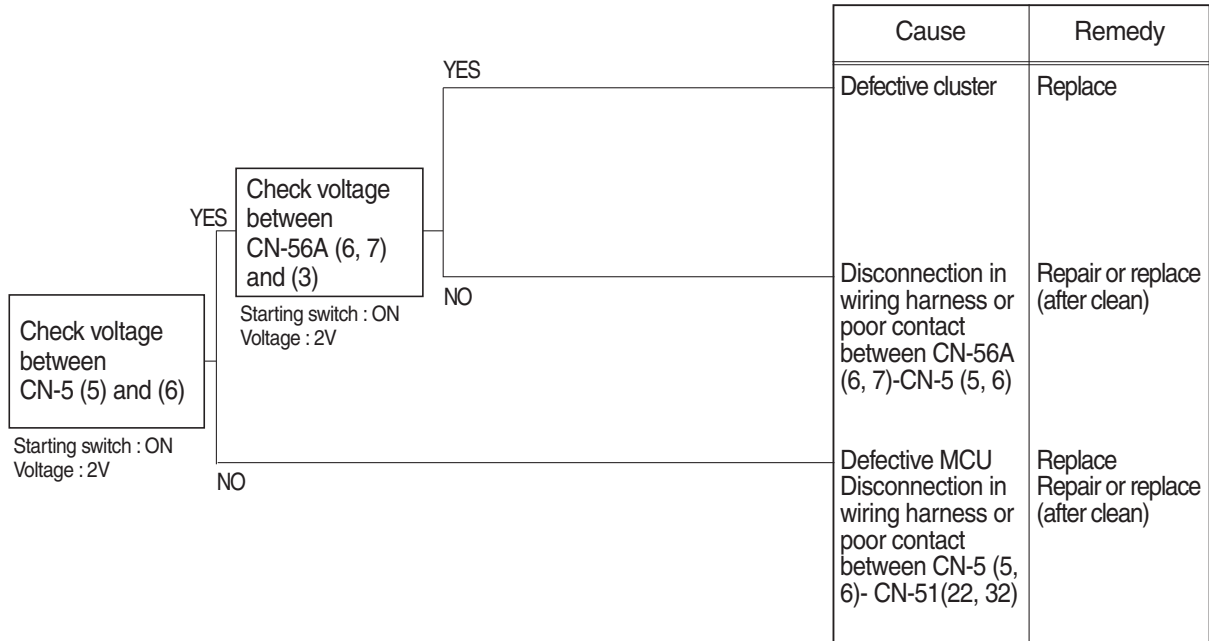 Cause
Remedy
YES
Defective cluster
Replace
Check voltage
between
CN-56A (6, 7)
and (3)
YES
Starting switch : ON
Voltage : 2V
NO
Disconnection in
wiring harness or
poor contact
between CN-56A
(6, 7)-CN-5 (5, 6)
Repair or replace
(after clean)
Check voltage
between
CN-5 (5) and (6)
Starting switch : ON
Voltage : 2V
NO
Defective MCU
Disconnection in
wiring harness or
poor contact
between CN-5 (5,
6)- CN-51(22, 32)
Replace
Repair or replace
(after clean)